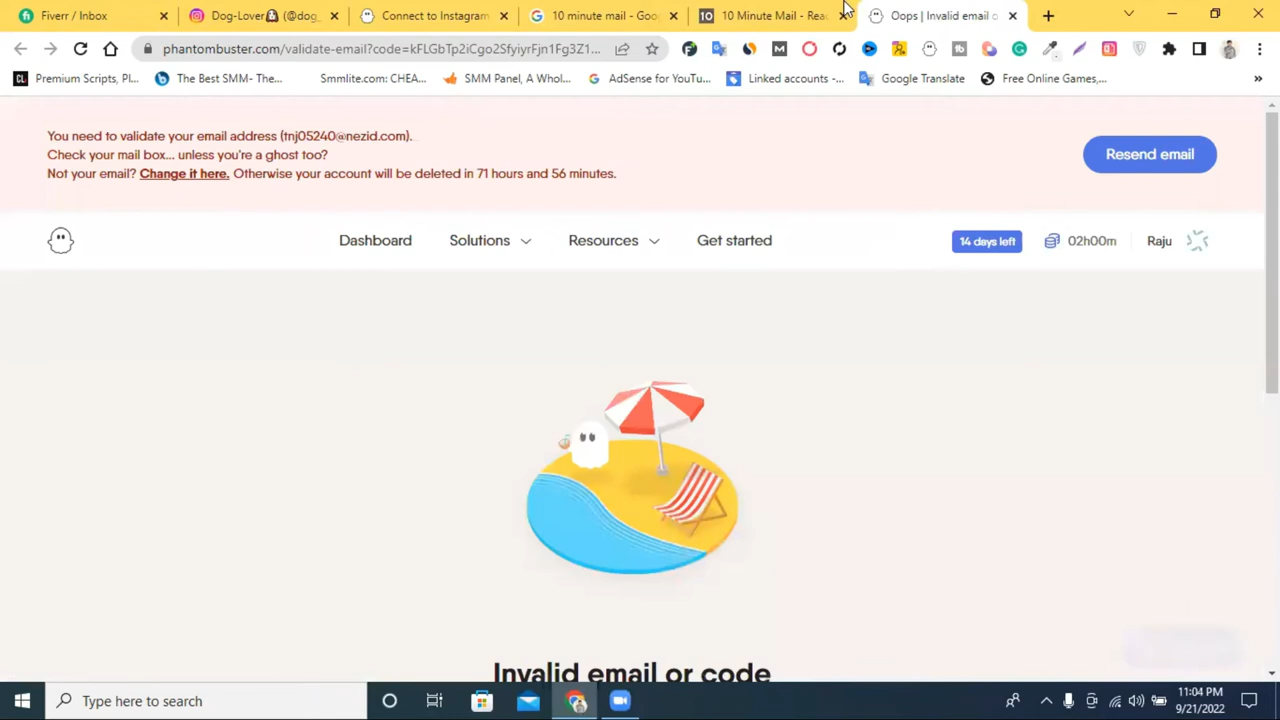 Fiverr / Inbox
Dog-Lover (@dog_
Connect to Instagram
10 minute mail - Goo
10 Minute Mail - Rea
Oops | Invalid email o
phantombuster.com/validate-email?code=kFLGbTp2iCgo2SfyiyrFjn1Fg3Z1...
Premium Scripts, Pl...
The Best SMM- The...
Smmlite.com: CHEA...
SMM Panel, A Whol...
AdSense for YouTu...
Linked accounts -...
Google Translate
Free Online Games,...
»
You need to validate your email address (tnj05240@nezid.com).
Check your mail box... unless you're a ghost too?
Not your email? Change it here. Otherwise your account will be deleted in 71 hours and 56 minutes.
Resend email
Dashboard
Solutions
Resources
Get started
14 days left
02h00m
Raju
Invalid email or code
Type here to search
11:04 PM
9/21/2022